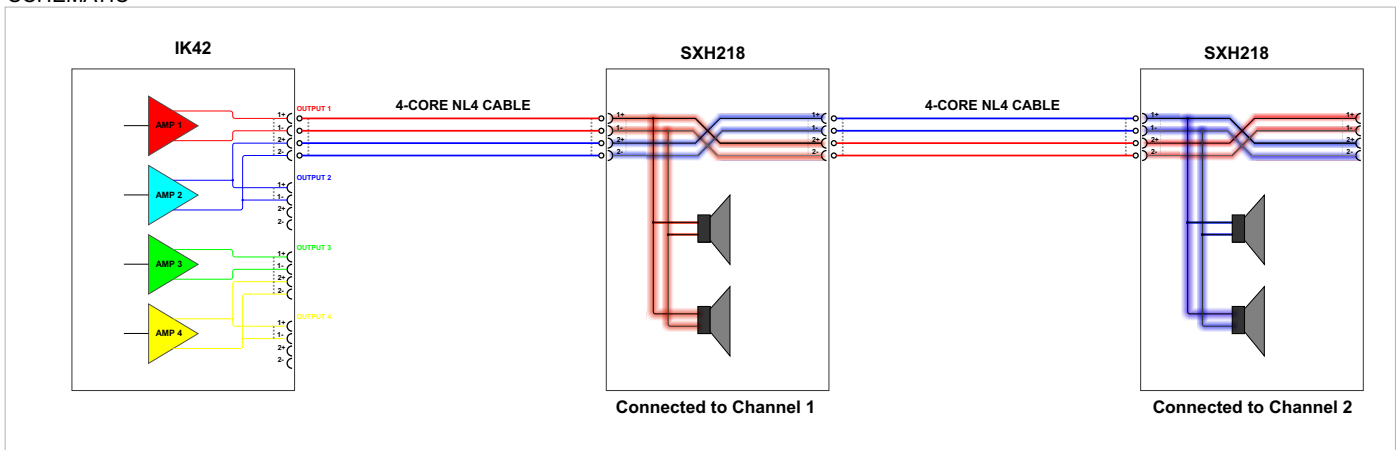 IK42
SXH218
SXH218
4-CORE NL4 CABLE
4-CORE NL4 CABLE
AMP 1
1+
1-
2+
2-
OUTPUT 1
AMP 2
1+
1-
2+
2-
OUTPUT 2
AMP 3
1+
1-
2+
2-
OUTPUT 3
AMP 4
1+
1-
2+
2-
1+
1-
2+
2-
1+
1-
2+
2-
1+
1-
2+
2-
1+
1-
2+
2-
Connected to Channel 1
Connected to Channel 2